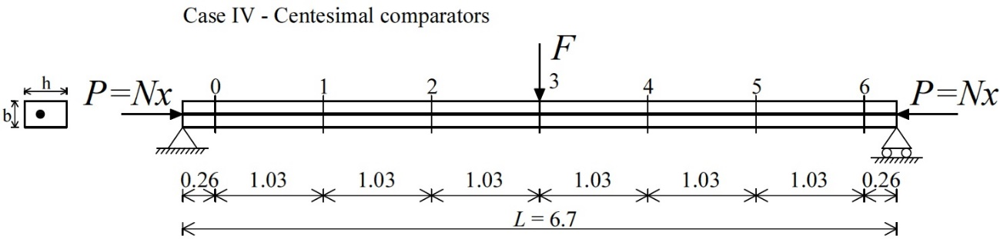 Case IV - Centesimal comparators
F
h
P=Nx
0
1
2
3
4
5
6
P=Nx
b
0.26
1.03
1.03
1.03
1.03
1.03
1.03
0.26
L = 6.7